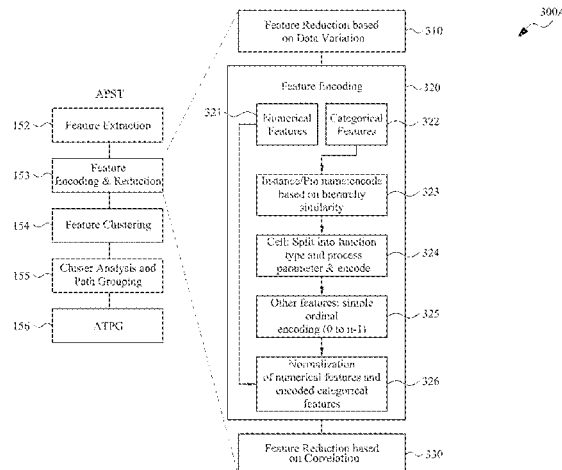 300A
Feature Reduction based
on Data Variation
310
APST
152
Feature Extraction
153
Feature
Encoding & Reduction
154
Feature Clustering
155
Cluster Analysis and
Path Grouping
156
ATPG
Feature Encoding
320
321
Numerical
Features
Categorical
Features
322
Instance/Pin name:encode
based on hierarchy
similarity
323
Cell: Split into function
type and process
parameter & encode
324
Other features: simple
ordinal
encoding (0 to n-1)
325
Normalization
of numerical features and
encoded categorical
features
326
Feature Reduction based
on Correlation
330